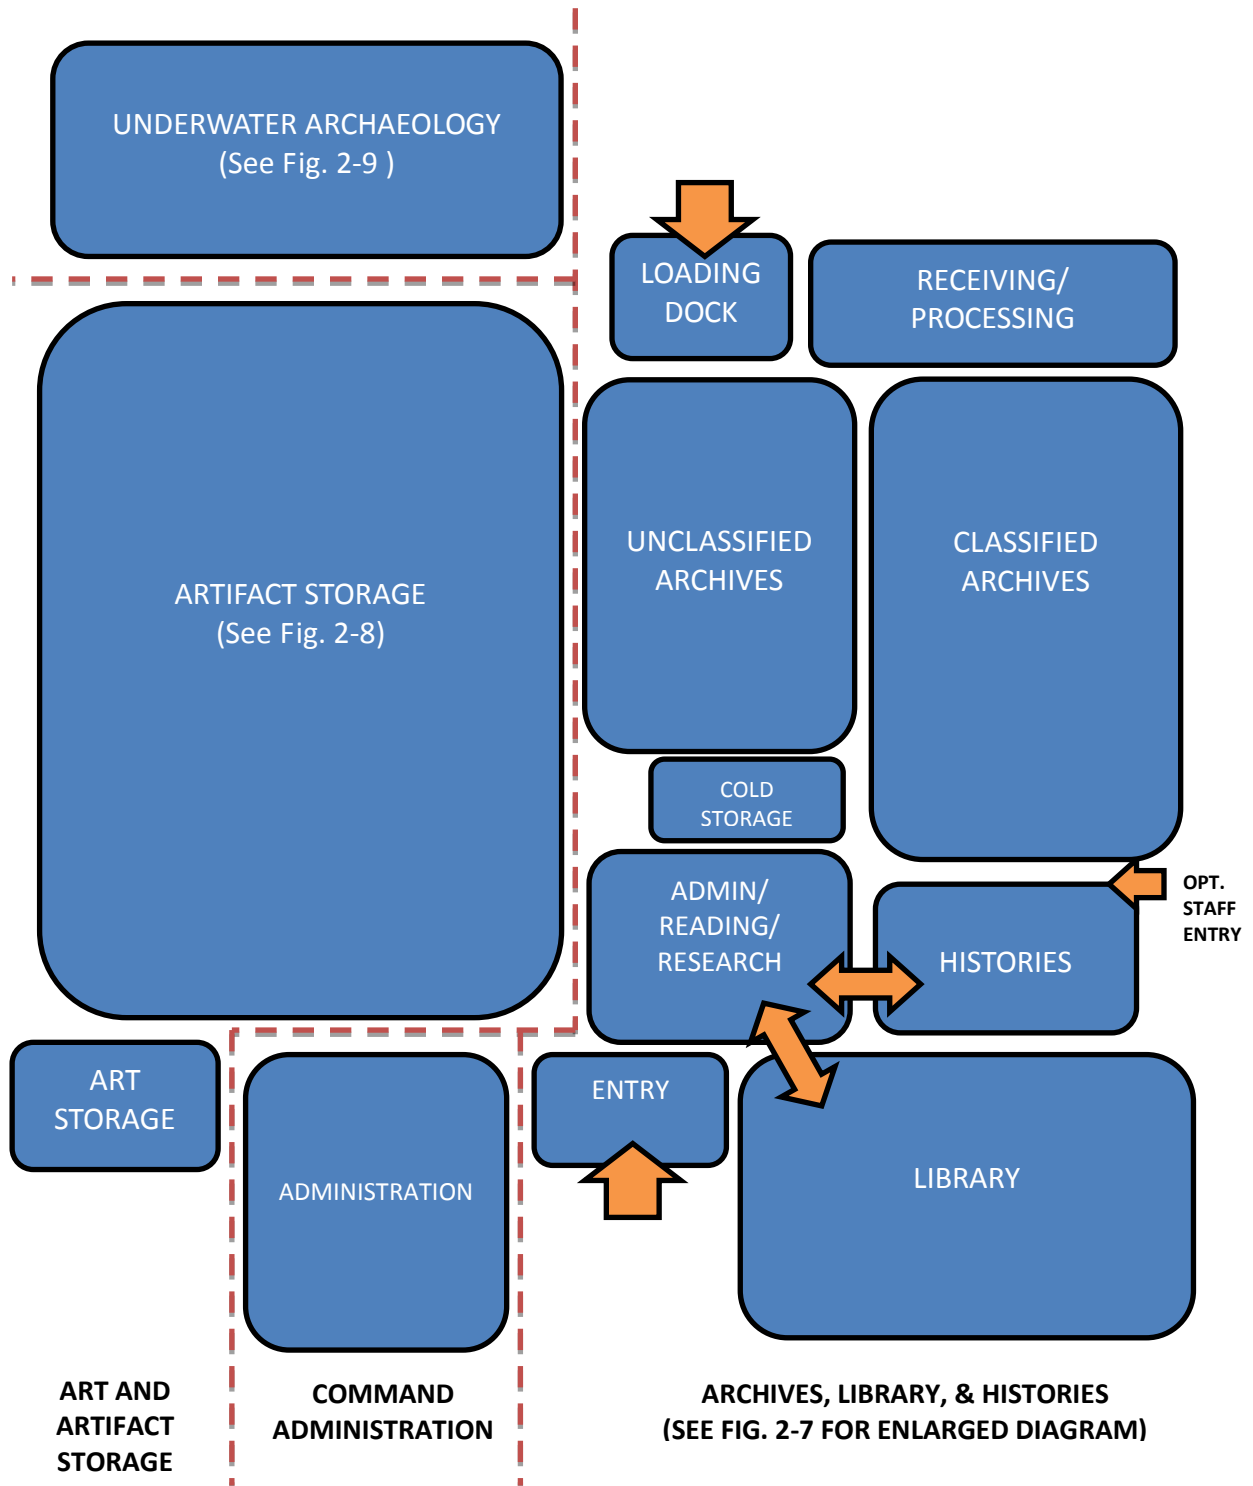 UNDERWATER ARCHAEOLOGY
(See Fig. 2-9 )
LOADING
DOCK
RECEIVING/
PROCESSING
ARTIFACT STORAGE
(See Fig. 2-8)
UNCLASSIFIED
ARCHIVES
CLASSIFIED
ARCHIVES
COLD
STORAGE
ADMIN/
READING/
RESEARCH
HISTORIES
OPT.
STAFF
ENTRY
ART
STORAGE
ADMINISTRATION
ENTRY
LIBRARY
ART AND
ARTIFACT
STORAGE
COMMAND
ADMINISTRATION
ARCHIVES, LIBRARY, & HISTORIES
(SEE FIG. 2-7 FOR ENLARGED DIAGRAM)